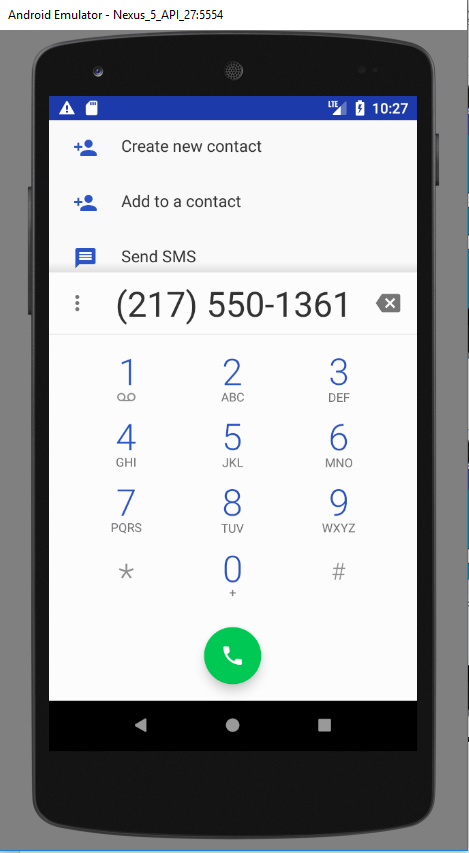 Android Emulator - Nexus_5_API_27:5554
LTE 10:27
Create new contact
Add to a contact
Send SMS
(217) 550-1361
1 2 3
ABC DEF
4 5 6
GHI JKL MNO
7 8 9
PQRS TUV WXYZ
* 0 #
+